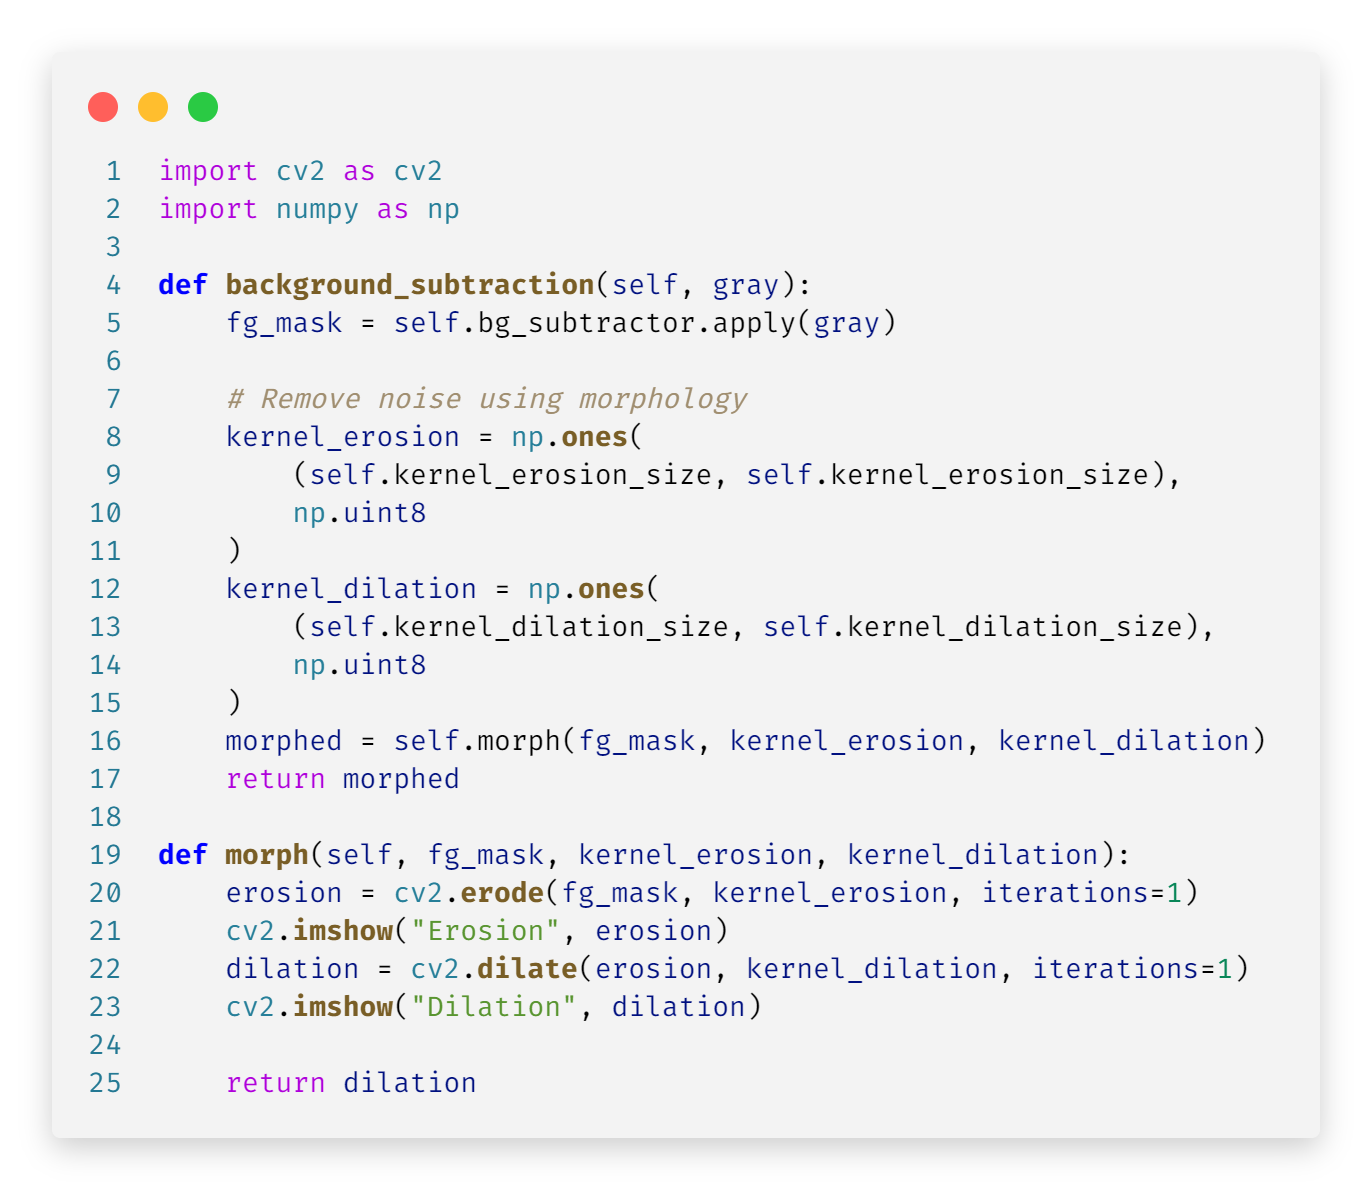 1 import cv2 as cv2
2 import numpy as np
3
4 def background_subtraction(self, gray):
5     fg_mask = self.bg_subtractor.apply(gray)
6
7     # Remove noise using morphology
8     kernel_erosion = np.ones(
9         (self.kernel_erosion_size, self.kernel_erosion_size),
10         np.uint8
11     )
12     kernel_dilation = np.ones(
13         (self.kernel_dilation_size, self.kernel_dilation_size),
14         np.uint8
15     )
16     morphed = self.morph(fg_mask, kernel_erosion, kernel_dilation)
17     return morphed
18
19 def morph(self, fg_mask, kernel_erosion, kernel_dilation):
20     erosion = cv2.erode(fg_mask, kernel_erosion, iterations=1)
21     cv2.imshow("Erosion", erosion)
22     dilation = cv2.dilate(erosion, kernel_dilation, iterations=1)
23     cv2.imshow("Dilation", dilation)
24
25     return dilation